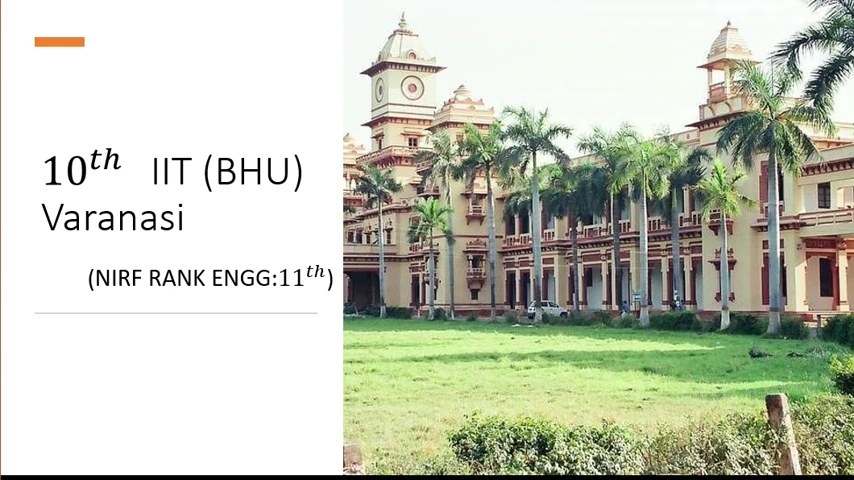 10th IIT (BHU)
Varanasi
(NIRF RANK ENGG:11th)